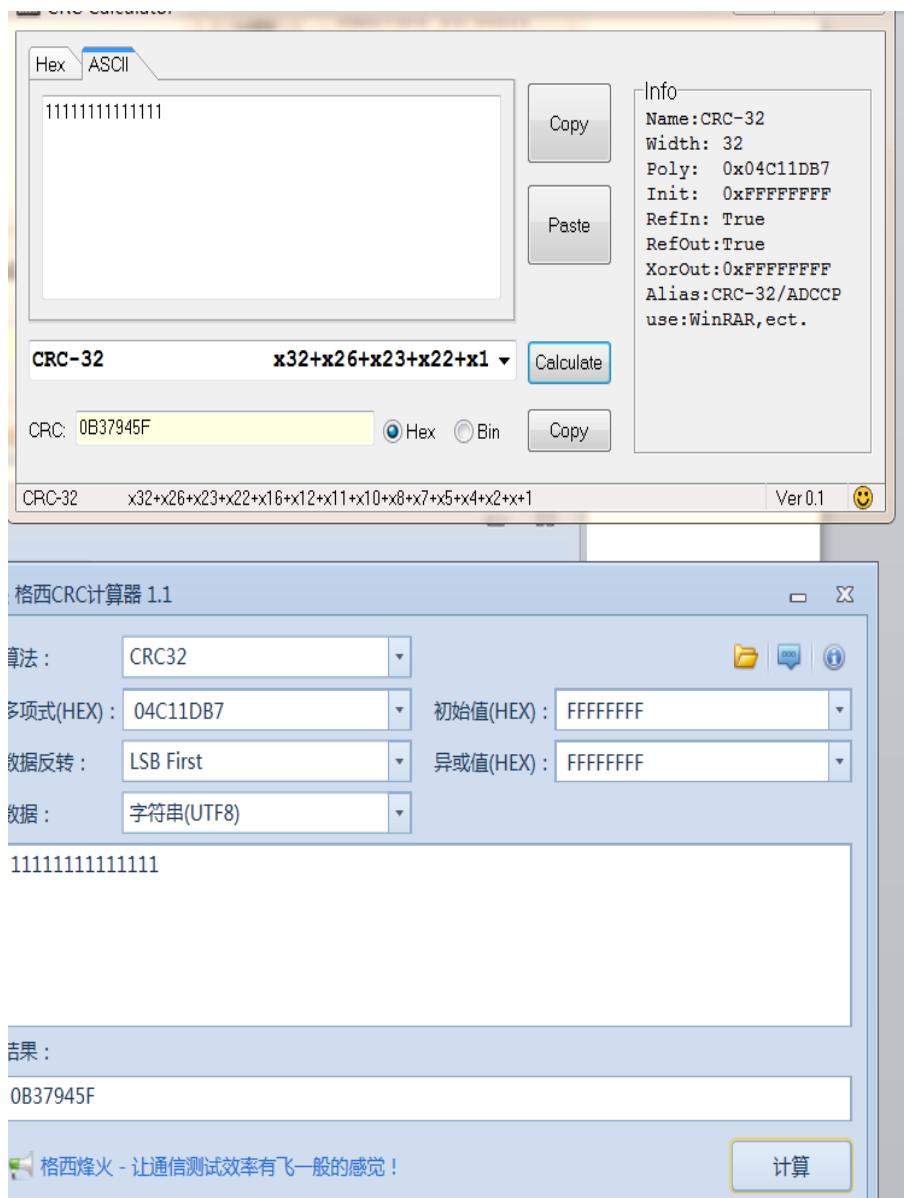 CRC Calculator
Hex ASCII
11111111111111
Copy
Paste
Info
Name:CRC-32
Width: 32
Poly: 0x04C11DB7
Init: 0xFFFFFFFF
RefIn: True
RefOut:True
XorOut:0xFFFFFFFF
Alias:CRC-32/ADCCP
use:WinRAR,ect.
CRC-32 x32+x26+x23+x22+x1
Calculate
CRC: 0B37945F Hex Bin Copy
CRC-32 x32+x26+x23+x22+x16+x12+x11+x10+x8+x7+x5+x4+x2+x+1 Ver 0.1
格西CRC计算器 1.1
算法： CRC32
多项式(HEX)： 04C11DB7 初始值(HEX)： FFFFFFFF
数据反转： LSB First 异或值(HEX)： FFFFFFFF
数据： 字符串(UTF8)
11111111111111
结果：
0B37945F
格西烽火 - 让通信测试效率有飞一般的感觉！ 计算